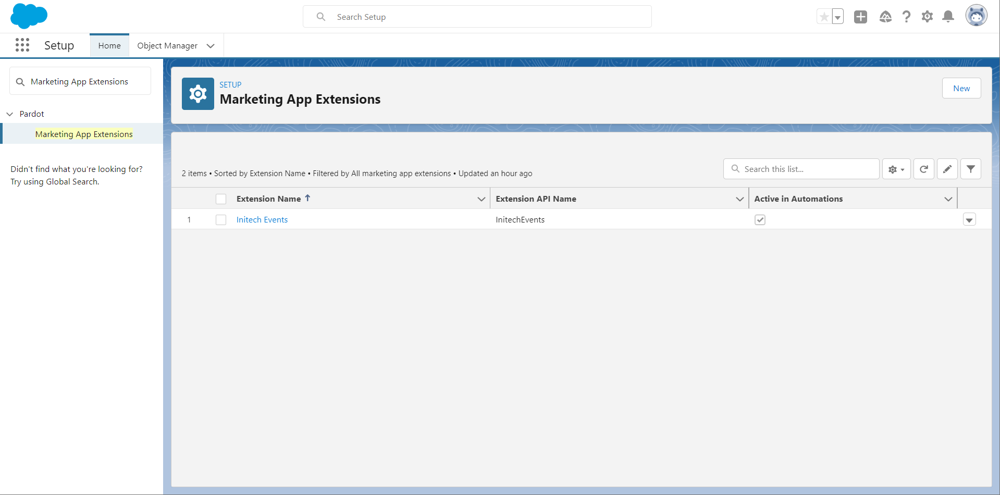 Search Setup
Setup
Home
Object Manager
Marketing App Extensions
Pardot
Marketing App Extensions
Didn't find what you're looking for?
Try using Global Search.
SETUP
Marketing App Extensions
New
2 items • Sorted by Extension Name • Filtered by All marketing app extensions • Updated an hour ago
Search this list...
Extension Name
Extension API Name
Active in Automations
1
Initech Events
InitechEvents